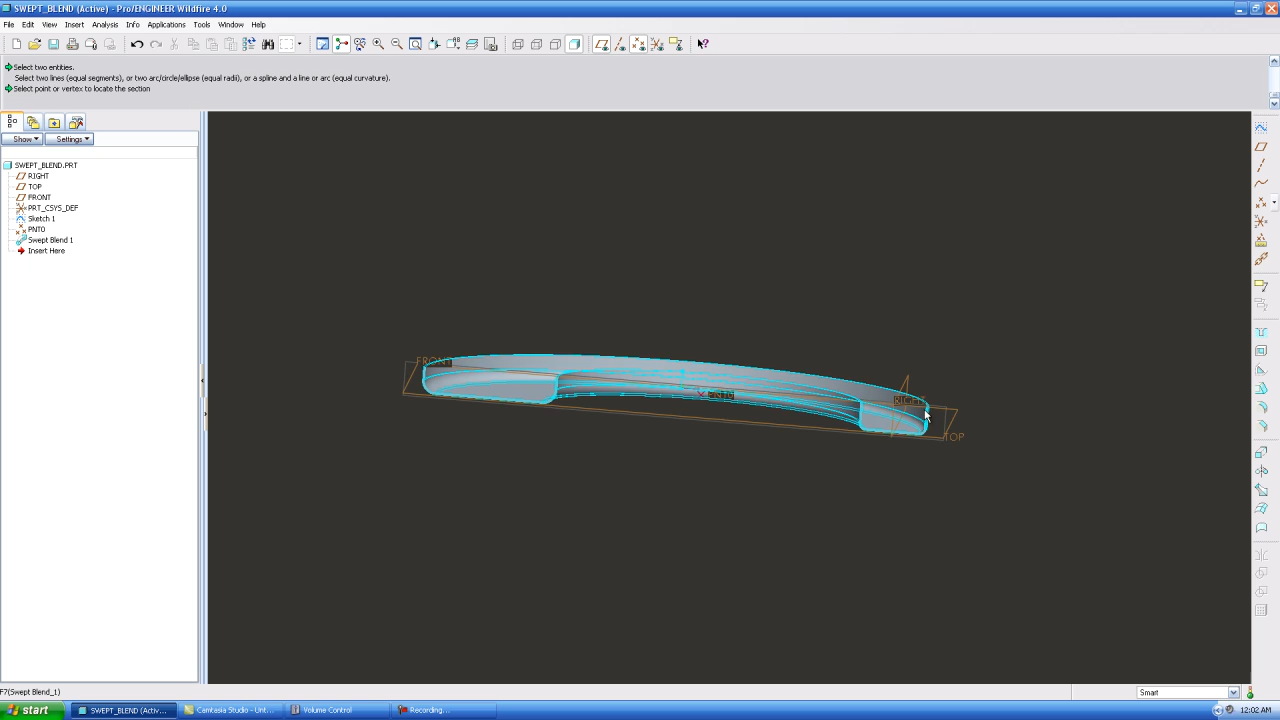 SWEPT_BLEND (Active) - Pro/ENGINEER Wildfire 4.0
File Edit View Insert Analysis Info Applications Tools Window Help
Select two entities.
Select two lines (equal segments), or two arc/circle/ellipse (equal radii), or a spline and a line or arc (equal curvature).
Select point or vertex to locate the section
Show Settings
SWEPT_BLEND.PRT
RIGHT
TOP
FRONT
PRT_CSYS_DEF
Sketch 1
PNT0
Swept Blend 1
Insert Here
FRONT
PNT0
RIGHT
TOP
F7(Swept Blend_1)
Smart
start
SWEPT_BLEND (Activ...
Camtasia Studio - Unt...
Volume Control
Recording...
12:02 AM